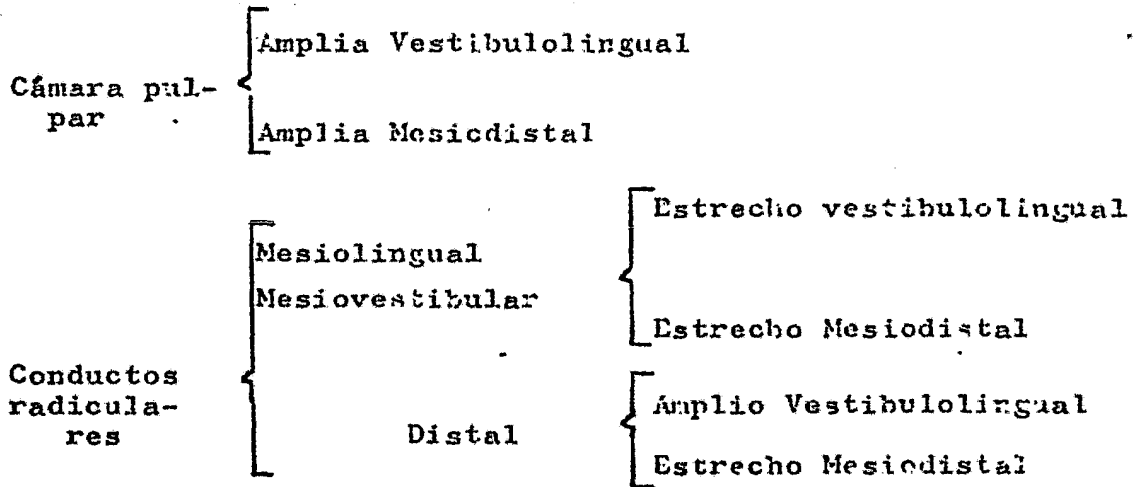 Amplia Vestibulolingual
Cámara pul-
par
Amplia Mesiodistal
Estrecho vestibulolingual
Mesiolingual
Mesiovestibular
Estrecho Mesiodistal
Conductos
radicula-
res
Amplio Vestibulolingual
Distal
Estrecho Mesiodistal